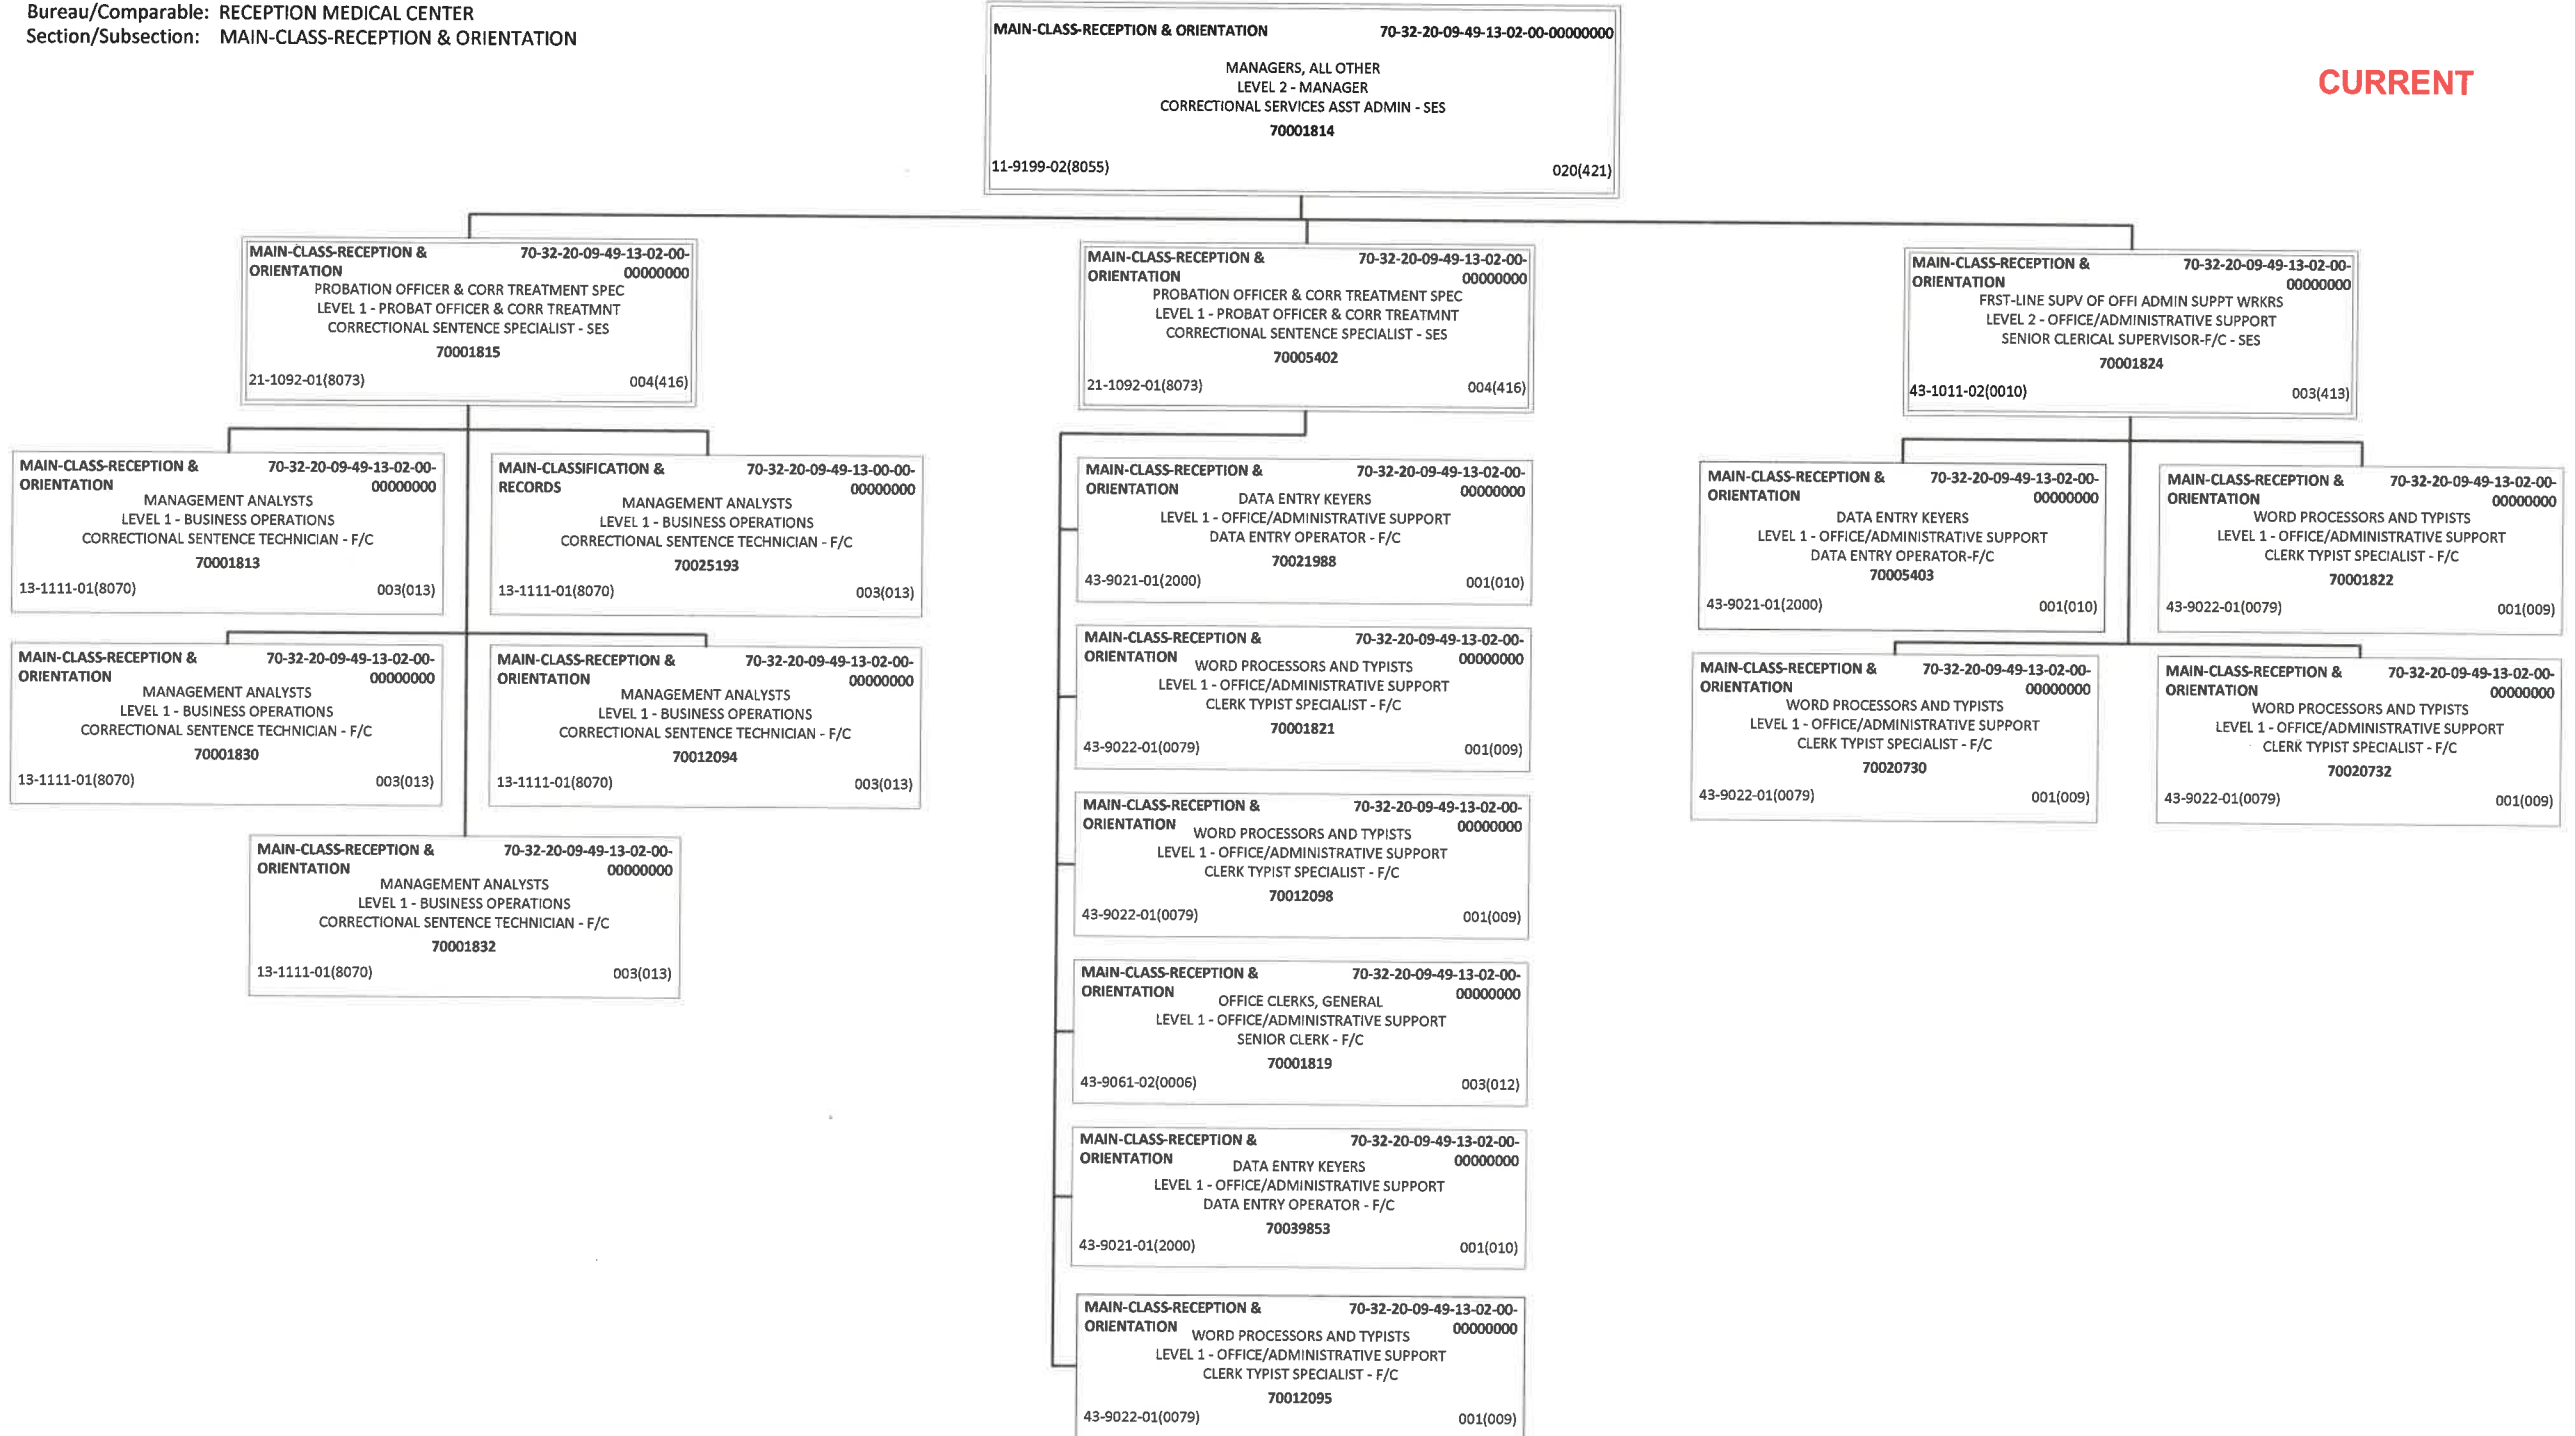 Bureau/Comparable: RECEPTION MEDICAL CENTER
Section/Subsection: MAIN-CLASS-RECEPTION & ORIENTATION
CURRENT
MAIN-CLASS-RECEPTION & ORIENTATION 70-32-20-09-49-13-02-00-00000000
MANAGERS, ALL OTHER
LEVEL 2 - MANAGER
CORRECTIONAL SERVICES ASST ADMIN - SES
70001814
11-9199-02(8055) 020(421)
MAIN-CLASS-RECEPTION & 70-32-20-09-49-13-02-00-
ORIENTATION 00000000
PROBATION OFFICER & CORR TREATMENT SPEC
LEVEL 1 - PROBAT OFFICER & CORR TREATMNT
CORRECTIONAL SENTENCE SPECIALIST - SES
70001815
21-1092-01(8073) 004(416)
MAIN-CLASS-RECEPTION & 70-32-20-09-49-13-02-00-
ORIENTATION 00000000
MANAGEMENT ANALYSTS
LEVEL 1 - BUSINESS OPERATIONS
CORRECTIONAL SENTENCE TECHNICIAN - F/C
70001813
13-1111-01(8070) 003(013)
MAIN-CLASSIFICATION & 70-32-20-09-49-13-00-00-
RECORDS 00000000
MANAGEMENT ANALYSTS
LEVEL 1 - BUSINESS OPERATIONS
CORRECTIONAL SENTENCE TECHNICIAN - F/C
70025193
13-1111-01(8070) 003(013)
MAIN-CLASS-RECEPTION & 70-32-20-09-49-13-02-00-
ORIENTATION 00000000
MANAGEMENT ANALYSTS
LEVEL 1 - BUSINESS OPERATIONS
CORRECTIONAL SENTENCE TECHNICIAN - F/C
70001830
13-1111-01(8070) 003(013)
MAIN-CLASS-RECEPTION & 70-32-20-09-49-13-02-00-
ORIENTATION 00000000
MANAGEMENT ANALYSTS
LEVEL 1 - BUSINESS OPERATIONS
CORRECTIONAL SENTENCE TECHNICIAN - F/C
70012094
13-1111-01(8070) 003(013)
MAIN-CLASS-RECEPTION & 70-32-20-09-49-13-02-00-
ORIENTATION 00000000
MANAGEMENT ANALYSTS
LEVEL 1 - BUSINESS OPERATIONS
CORRECTIONAL SENTENCE TECHNICIAN - F/C
70001832
13-1111-01(8070) 003(013)
MAIN-CLASS-RECEPTION & 70-32-20-09-49-13-02-00-
ORIENTATION 00000000
PROBATION OFFICER & CORR TREATMENT SPEC
LEVEL 1 - PROBAT OFFICER & CORR TREATMNT
CORRECTIONAL SENTENCE SPECIALIST - SES
70005402
21-1092-01(8073) 004(416)
MAIN-CLASS-RECEPTION & 70-32-20-09-49-13-02-00-
ORIENTATION 00000000
DATA ENTRY KEYERS
LEVEL 1 - OFFICE/ADMINISTRATIVE SUPPORT
DATA ENTRY OPERATOR - F/C
70021988
43-9021-01(2000) 001(010)
MAIN-CLASS-RECEPTION & 70-32-20-09-49-13-02-00-
ORIENTATION 00000000
WORD PROCESSORS AND TYPISTS
LEVEL 1 - OFFICE/ADMINISTRATIVE SUPPORT
CLERK TYPIST SPECIALIST - F/C
70001821
43-9022-01(0079) 001(009)
MAIN-CLASS-RECEPTION & 70-32-20-09-49-13-02-00-
ORIENTATION 00000000
WORD PROCESSORS AND TYPISTS
LEVEL 1 - OFFICE/ADMINISTRATIVE SUPPORT
CLERK TYPIST SPECIALIST - F/C
70012098
43-9022-01(0079) 001(009)
MAIN-CLASS-RECEPTION & 70-32-20-09-49-13-02-00-
ORIENTATION 00000000
OFFICE CLERKS, GENERAL
LEVEL 1 - OFFICE/ADMINISTRATIVE SUPPORT
SENIOR CLERK - F/C
70001819
43-9061-02(0006) 003(012)
MAIN-CLASS-RECEPTION & 70-32-20-09-49-13-02-00-
ORIENTATION 00000000
DATA ENTRY KEYERS
LEVEL 1 - OFFICE/ADMINISTRATIVE SUPPORT
DATA ENTRY OPERATOR - F/C
70039853
43-9021-01(2000) 001(010)
MAIN-CLASS-RECEPTION & 70-32-20-09-49-13-02-00-
ORIENTATION 00000000
WORD PROCESSORS AND TYPISTS
LEVEL 1 - OFFICE/ADMINISTRATIVE SUPPORT
CLERK TYPIST SPECIALIST - F/C
70012095
43-9022-01(0079) 001(009)
MAIN-CLASS-RECEPTION & 70-32-20-09-49-13-02-00-
ORIENTATION 00000000
FRST-LINE SUPV OF OFFI ADMIN SUPPT WRKRS
LEVEL 2 - OFFICE/ADMINISTRATIVE SUPPORT
SENIOR CLERICAL SUPERVISOR-F/C - SES
70001824
43-1011-02(0010) 003(413)
MAIN-CLASS-RECEPTION & 70-32-20-09-49-13-02-00-
ORIENTATION 00000000
DATA ENTRY KEYERS
LEVEL 1 - OFFICE/ADMINISTRATIVE SUPPORT
DATA ENTRY OPERATOR-F/C
70005403
43-9021-01(2000) 001(010)
MAIN-CLASS-RECEPTION & 70-32-20-09-49-13-02-00-
ORIENTATION 00000000
WORD PROCESSORS AND TYPISTS
LEVEL 1 - OFFICE/ADMINISTRATIVE SUPPORT
CLERK TYPIST SPECIALIST - F/C
70001822
43-9022-01(0079) 001(009)
MAIN-CLASS-RECEPTION & 70-32-20-09-49-13-02-00-
ORIENTATION 00000000
WORD PROCESSORS AND TYPISTS
LEVEL 1 - OFFICE/ADMINISTRATIVE SUPPORT
CLERK TYPIST SPECIALIST - F/C
70020730
43-9022-01(0079) 001(009)
MAIN-CLASS-RECEPTION & 70-32-20-09-49-13-02-00-
ORIENTATION 00000000
WORD PROCESSORS AND TYPISTS
LEVEL 1 - OFFICE/ADMINISTRATIVE SUPPORT
CLERK TYPIST SPECIALIST - F/C
70020732
43-9022-01(0079) 001(009)